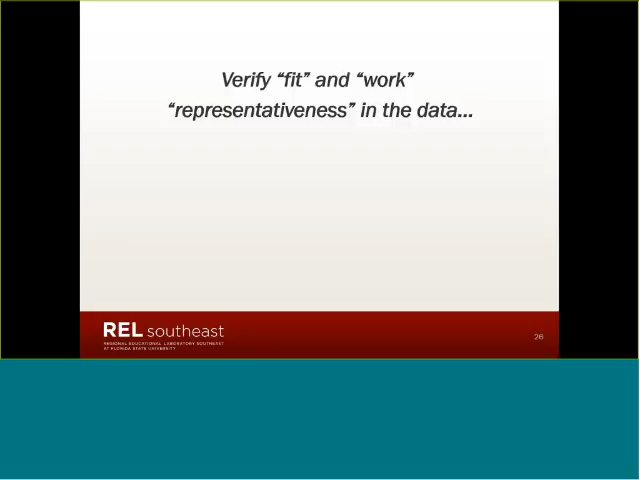 Verify “fit” and “work”
“representativeness” in the data...
REL southeast
REGIONAL EDUCATIONAL LABORATORY SOUTHEAST
AT FLORIDA STATE UNIVERSITY
26